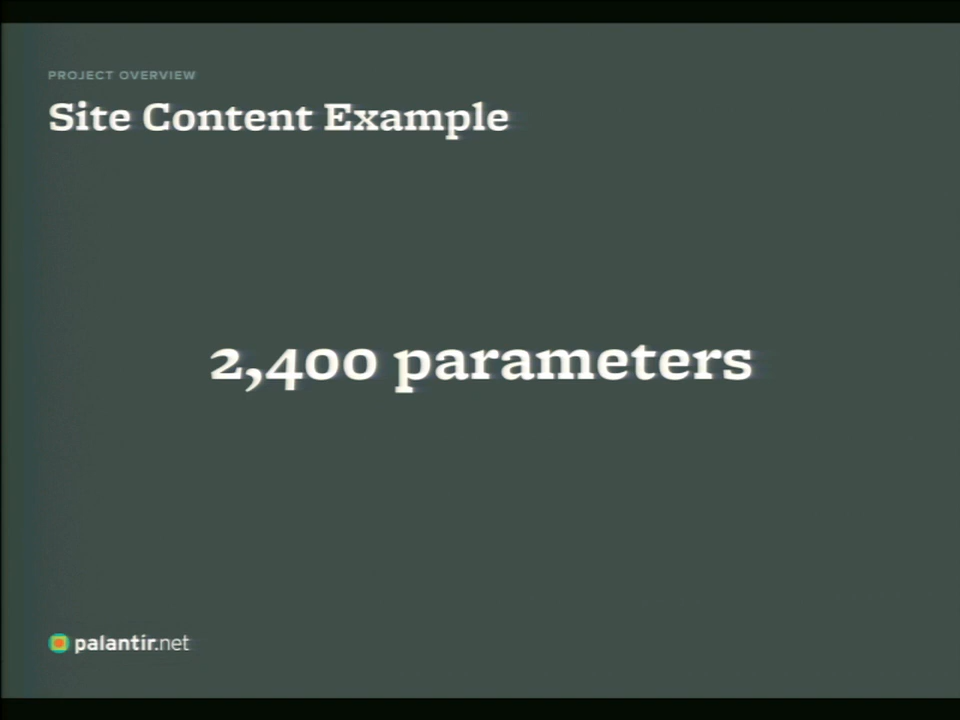 PROJECT OVERVIEW
Site Content Example
2,400 parameters
palantir.net